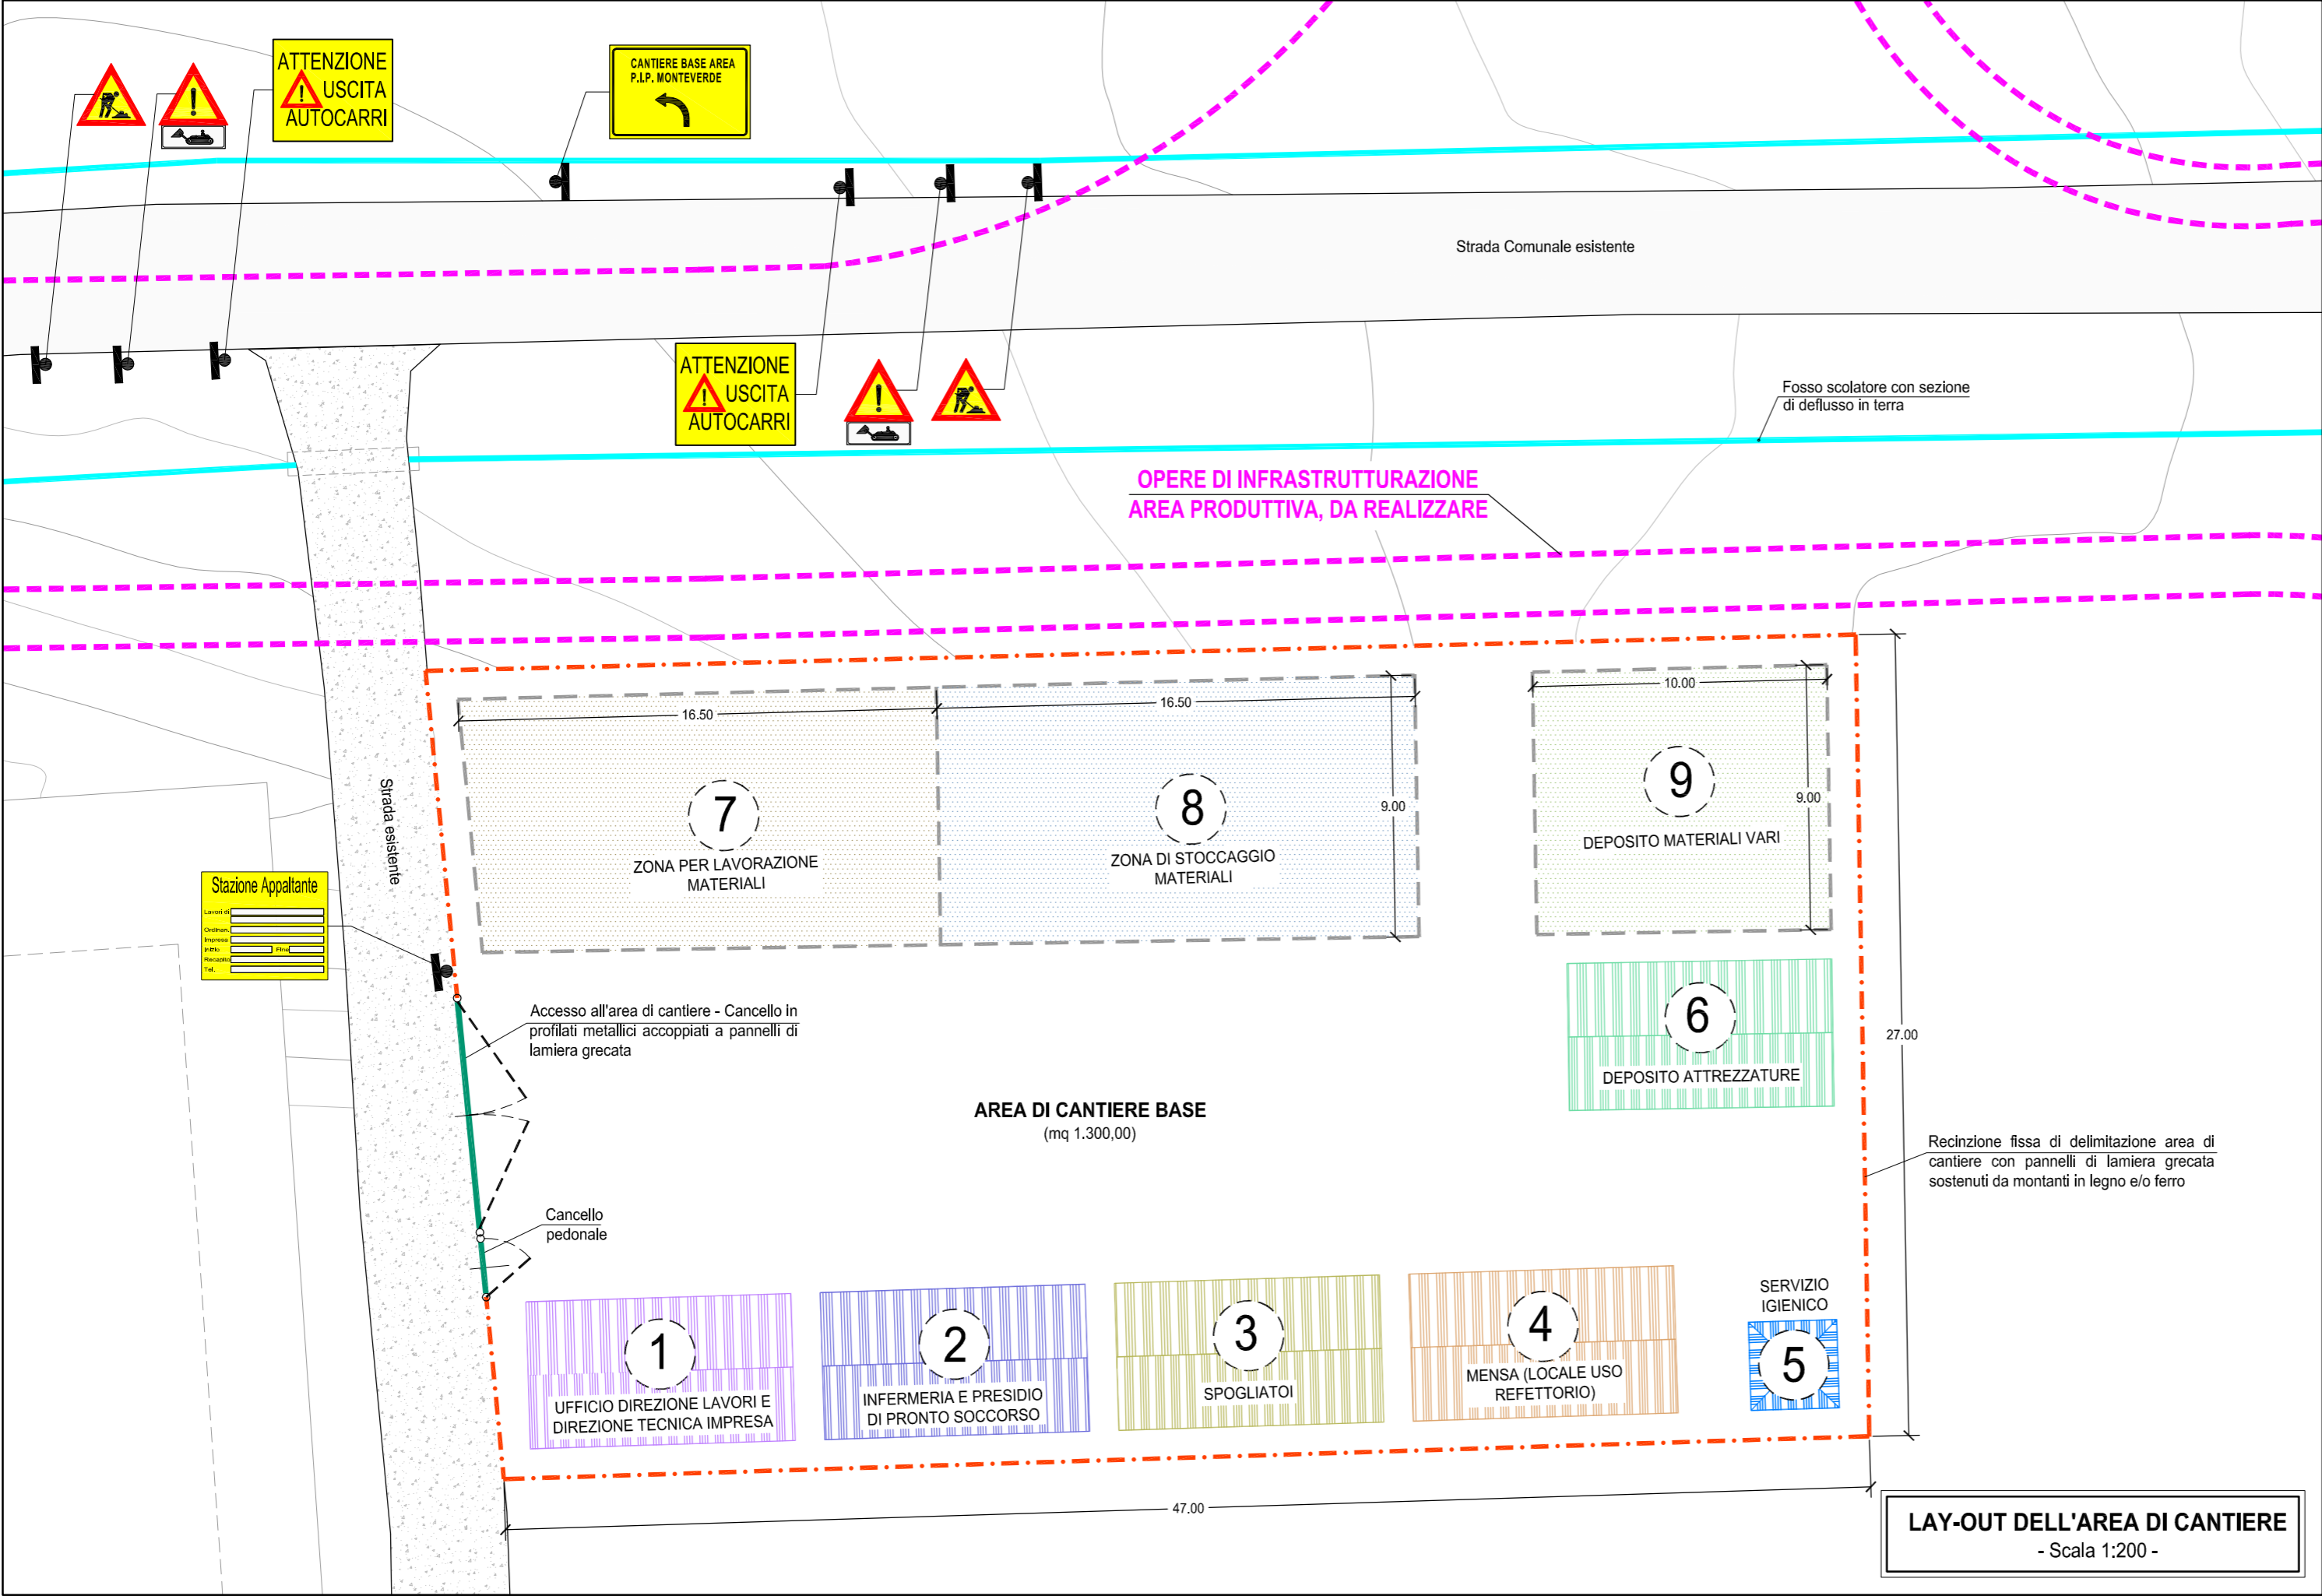 ATTENZIONE
USCITA
AUTOCARRI
CANTIERE BASE AREA
P.I.P. MONTEVERDE
Strada Comunale esistente
ATTENZIONE
USCITA
AUTOCARRI
Fosso scolatore con sezione
di deflusso in terra
OPERE DI INFRASTRUTTURAZIONE
AREA PRODUTTIVA, DA REALIZZARE
16.50
16.50
10.00
9.00
9.00
7
ZONA PER LAVORAZIONE
MATERIALI
8
ZONA DI STOCCAGGIO
MATERIALI
9
DEPOSITO MATERIALI VARI
Strada esistente
Stazione Appaltante
Lavori di
Ordinan.
Impresa
Inizio Fine
Recapito
Tel.
Accesso all'area di cantiere - Cancello in
profilati metallici accoppiati a pannelli di
lamiera grecata
6
DEPOSITO ATTREZZATURE
27.00
AREA DI CANTIERE BASE
(mq 1.300,00)
Recinzione fissa di delimitazione area di
cantiere con pannelli di lamiera grecata
sostenuti da montanti in legno e/o ferro
Cancello
pedonale
1
UFFICIO DIREZIONE LAVORI E
DIREZIONE TECNICA IMPRESA
2
INFERMERIA E PRESIDIO
DI PRONTO SOCCORSO
3
SPOGLIATOI
4
MENSA (LOCALE USO
REFETTORIO)
SERVIZIO
IGIENICO
5
47.00
LAY-OUT DELL'AREA DI CANTIERE
- Scala 1:200 -